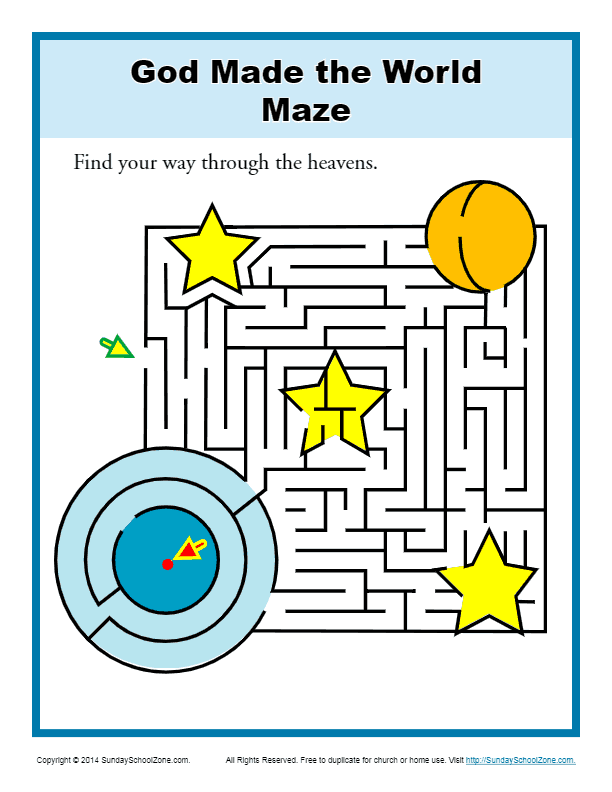 God Made the World
Maze
Find your way through the heavens.
Copyright © 2014 SundaySchoolZone.com. All Rights Reserved. Free to duplicate for church or home use. Visit http://SundaySchoolZone.com.